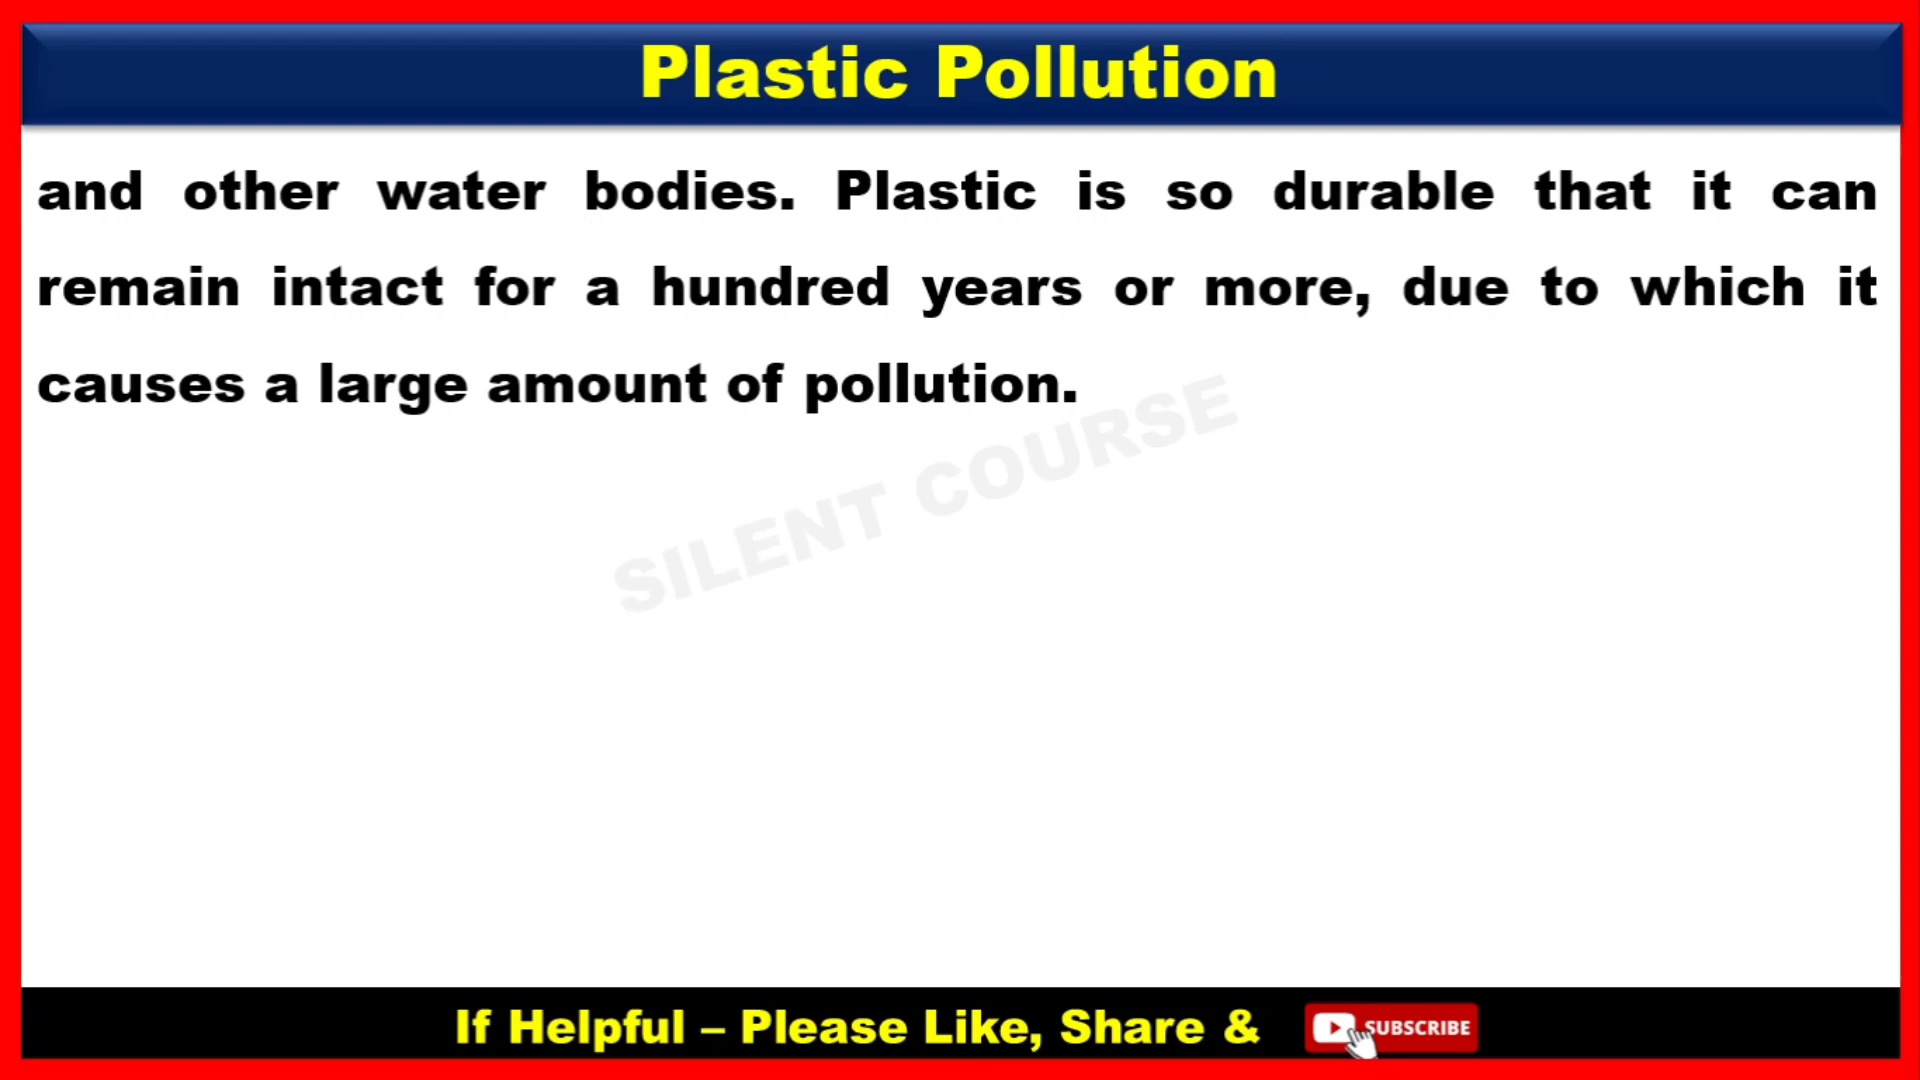 Plastic Pollution
and other water bodies. Plastic is so durable that it can
remain intact for a hundred years or more, due to which it
causes a large amount of pollution.
SILENT COURSE
If Helpful – Please Like, Share & SUBSCRIBE